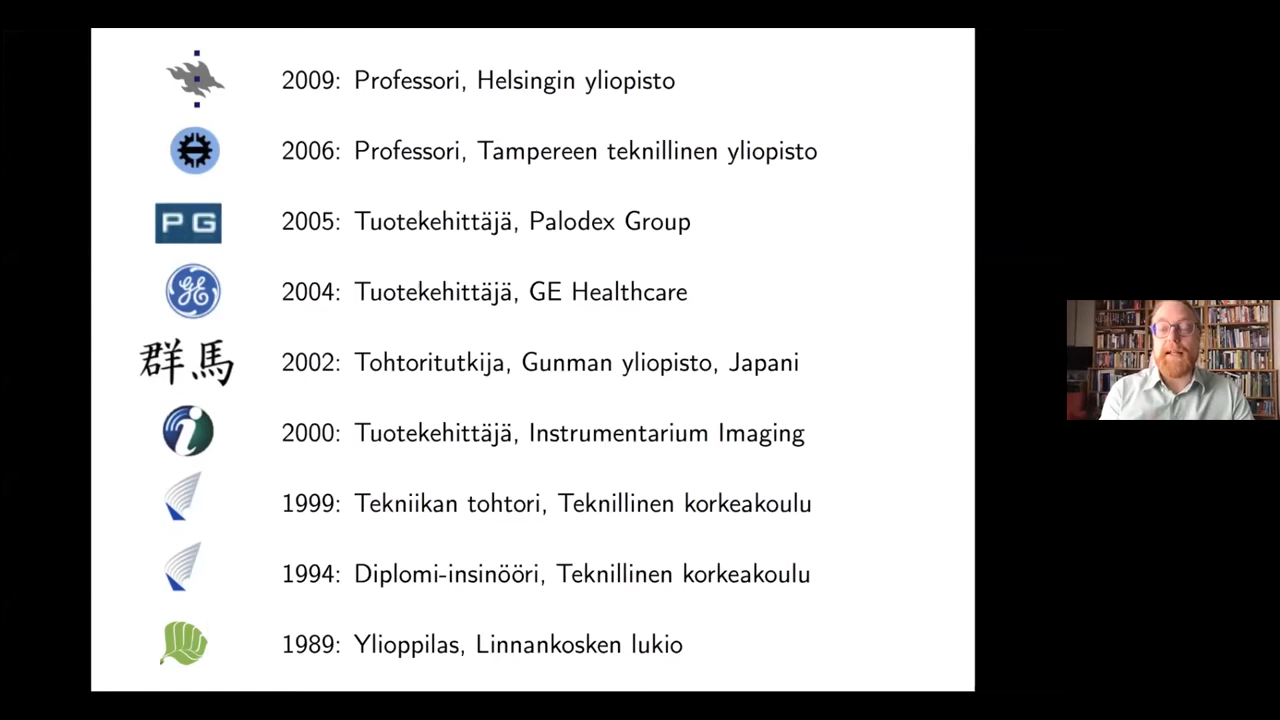 2009: Professori, Helsingin yliopisto
2006: Professori, Tampereen teknillinen yliopisto
PG 2005: Tuotekehittäjä, Palodex Group
GE 2004: Tuotekehittäjä, GE Healthcare
群馬 2002: Tohtoritutkija, Gunman yliopisto, Japani
i 2000: Tuotekehittäjä, Instrumentarium Imaging
1999: Tekniikan tohtori, Teknillinen korkeakoulu
1994: Diplomi-insinööri, Teknillinen korkeakoulu
1989: Ylioppilas, Linnankosken lukio